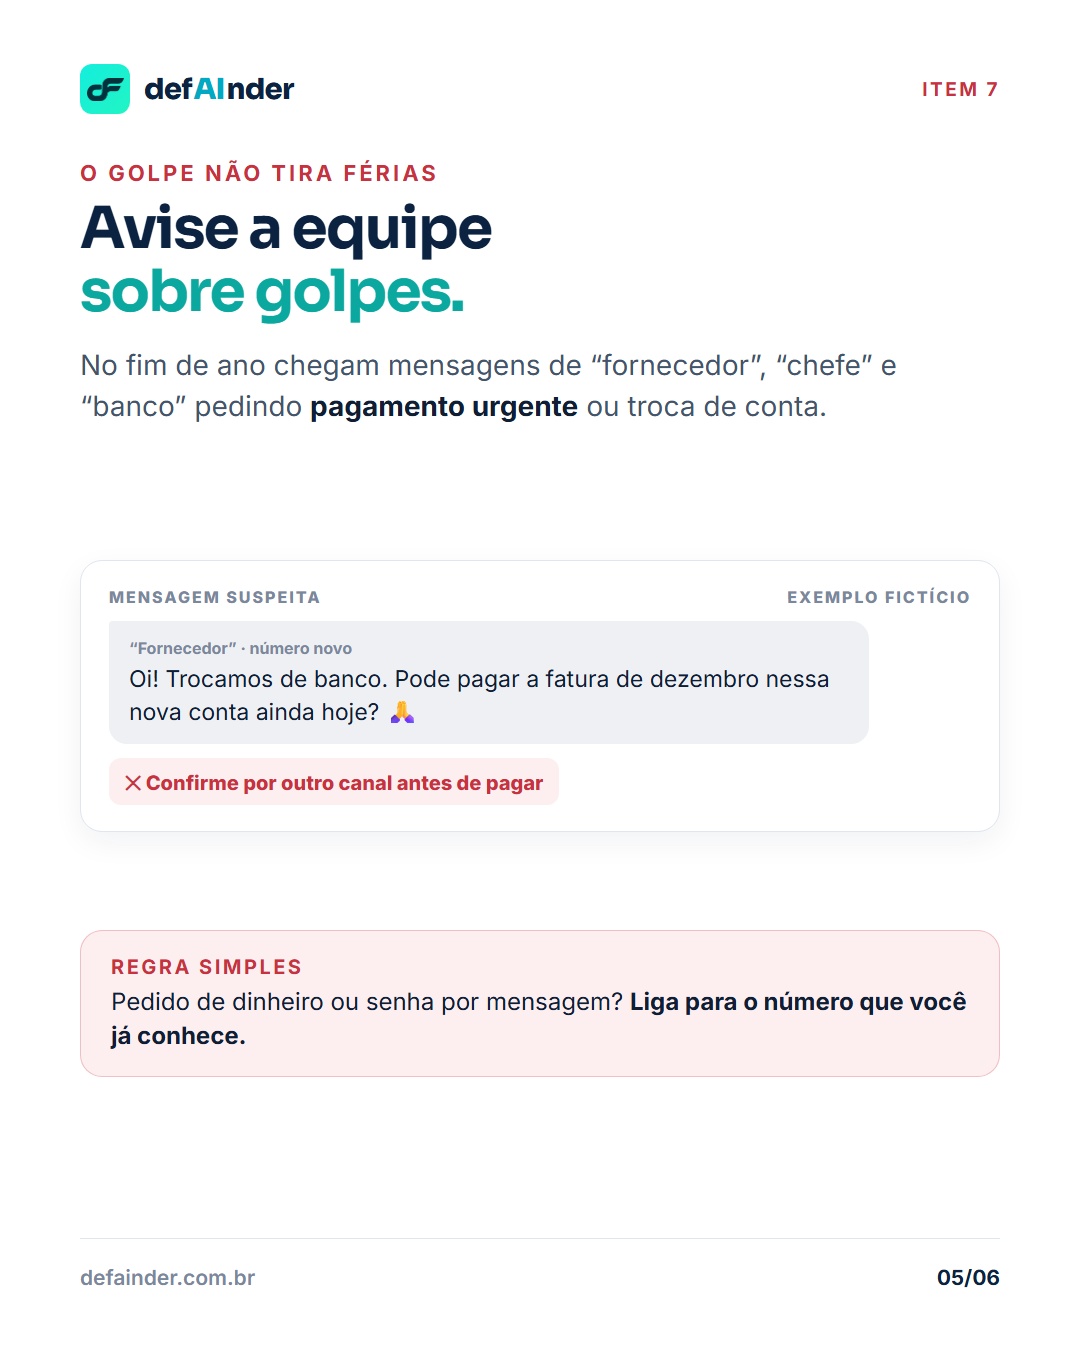 defAInder
ITEM 7
O GOLPE NÃO TIRA FÉRIAS
Avise a equipe
sobre golpes.
No fim de ano chegam mensagens de “fornecedor”, “chefe” e
“banco” pedindo pagamento urgente ou troca de conta.
MENSAGEM SUSPEITA
EXEMPLO FICTÍCIO
“Fornecedor” · número novo
Oi! Trocamos de banco. Pode pagar a fatura de dezembro nessa
nova conta ainda hoje? 🙏
Confirme por outro canal antes de pagar
REGRA SIMPLES
Pedido de dinheiro ou senha por mensagem? Liga para o número que você
já conhece.
defainder.com.br
05/06